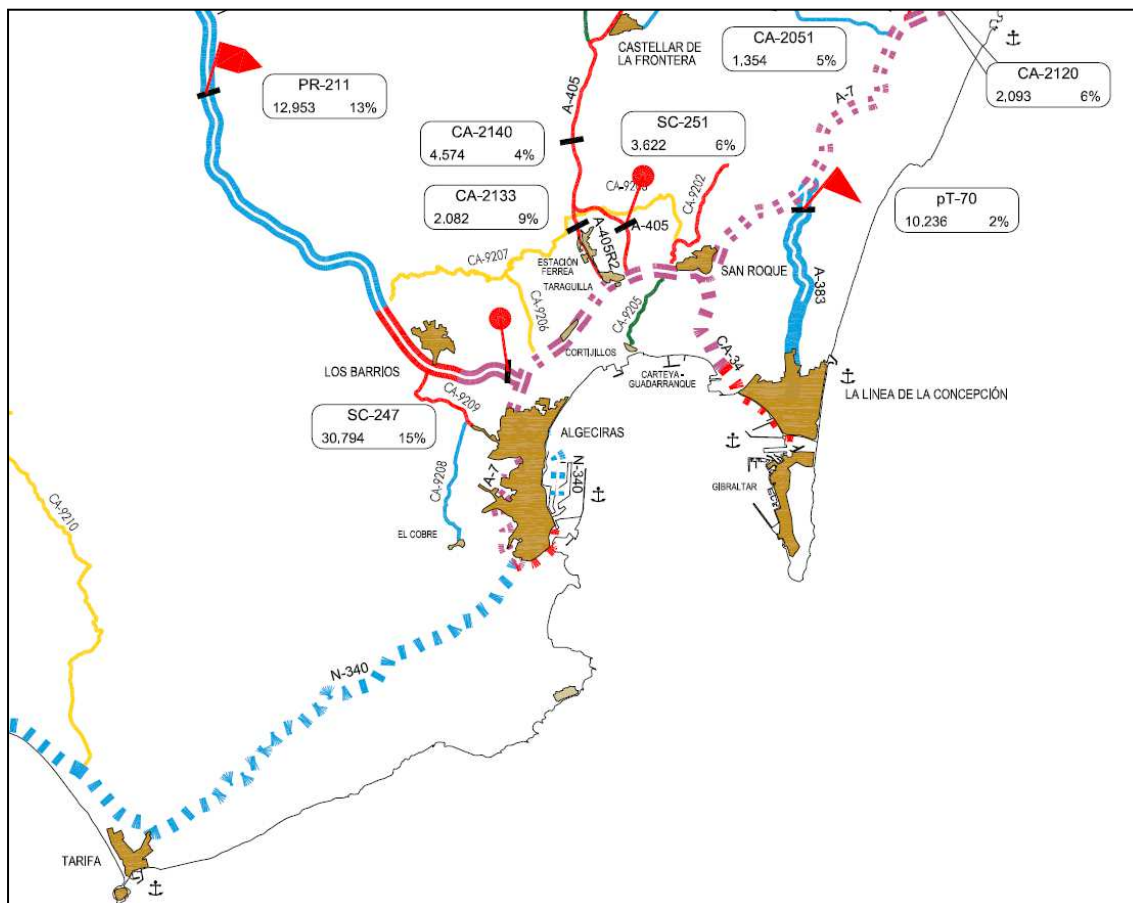 CASTELLAR DE
LA FRONTERA
CA-2051
1,354 5%
CA-2120
2,093 6%
PR-211
12,953 13%
A-405
A-7
CA-2140
4,574 4%
SC-251
3.622 6%
CA-2133
2.082 9%
CA-9202
pT-70
10,236 2%
A-405
A-405R2
CA-9207
ESTACIÓN
FERREA
TARAGUILLA
SAN ROQUE
A-383
CA-9206
CA-9205
CORTIJILLOS
CA-34
LOS BARRIOS
CARTEYA-
GUADARRANQUE
LA LÍNEA DE LA CONCEPCIÓN
CA-9209
SC-247
30,794 15%
ALGECIRAS
CA-9208
A-7
N-340
GIBRALTAR
CA-9210
EL COBRE
N-340
TARIFA